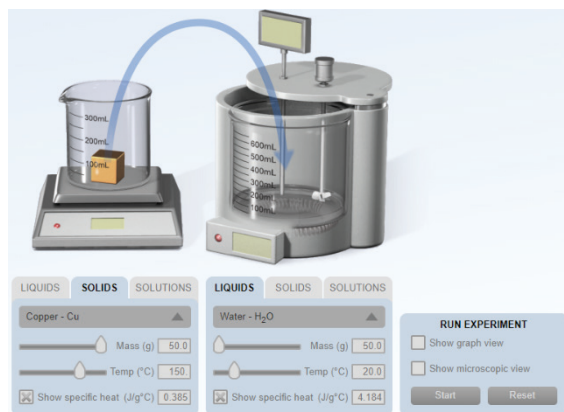 300mL
200mL
100mL
600mL
500mL
400mL
300mL
200mL
100mL
LIQUIDS SOLIDS SOLUTIONS
Copper - Cu
Mass (g) 50.0
Temp (°C) 150.
Show specific heat (J/g°C) 0.385
LIQUIDS SOLIDS SOLUTIONS
Water - H₂O
Mass (g) 50.0
Temp (°C) 20.0
Show specific heat (J/g°C) 4.184
RUN EXPERIMENT
Show graph view
Show microscopic view
Start Reset